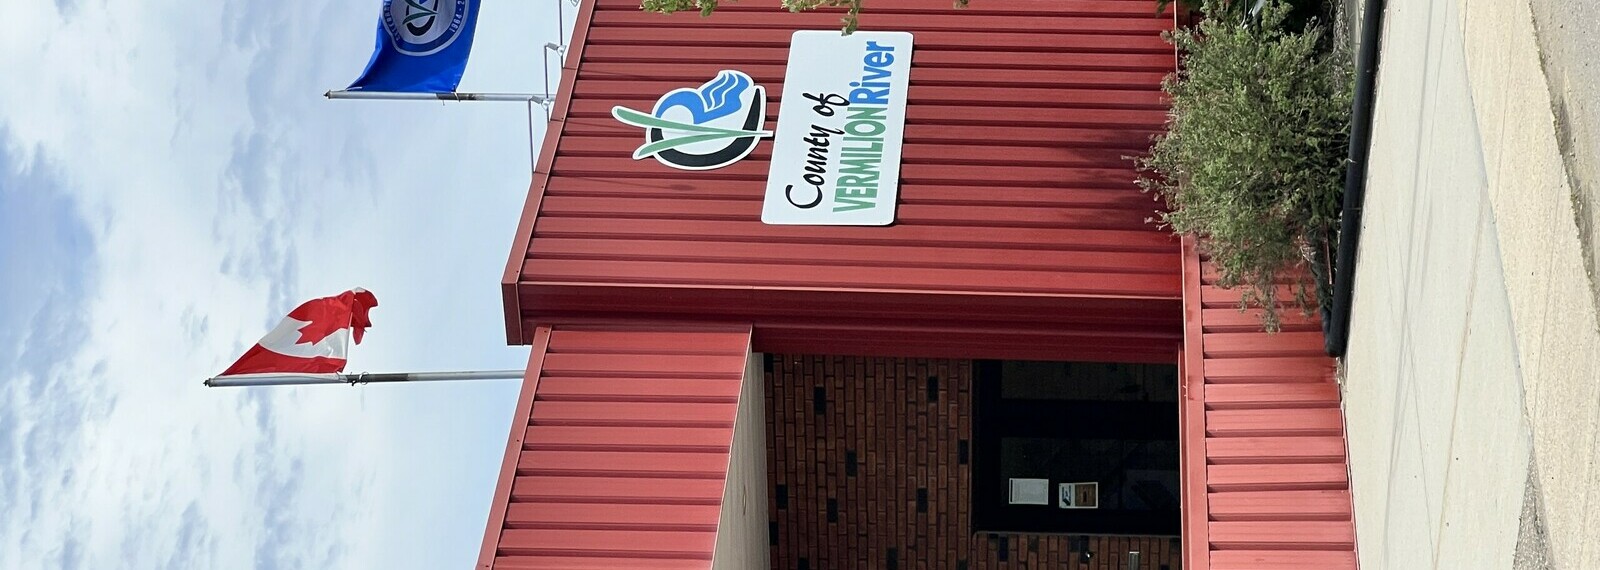 County of
VERMILION River